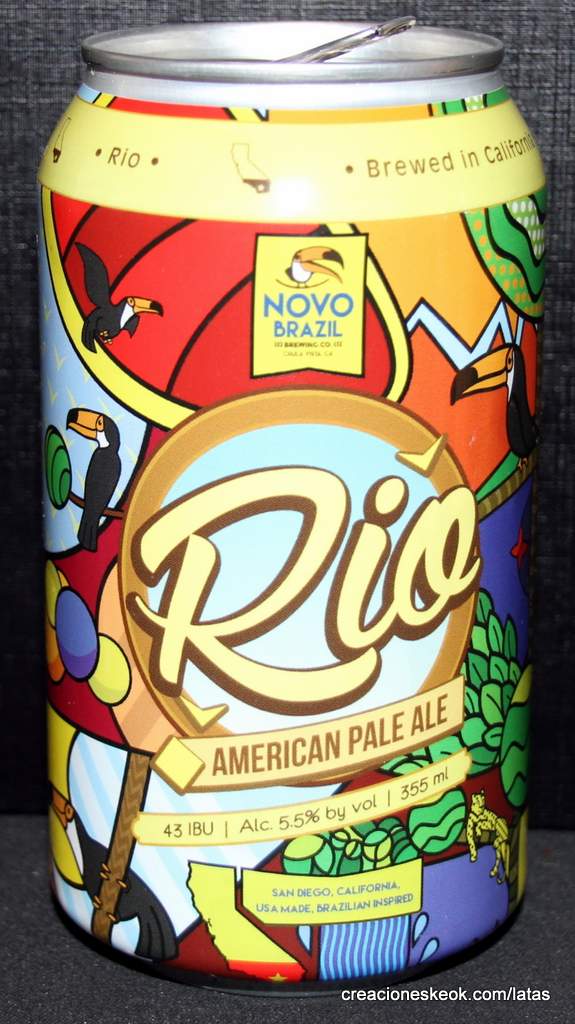 • Rio •
• Brewed in California
NOVO
BRAZIL
BREWING CO.
CHULA VISTA, CA
Rio
AMERICAN PALE ALE
43 IBU | Alc. 5.5% by vol | 355 ml
SAN DIEGO, CALIFORNIA,
USA MADE, BRAZILIAN INSPIRED
creacioneskeok.com/latas